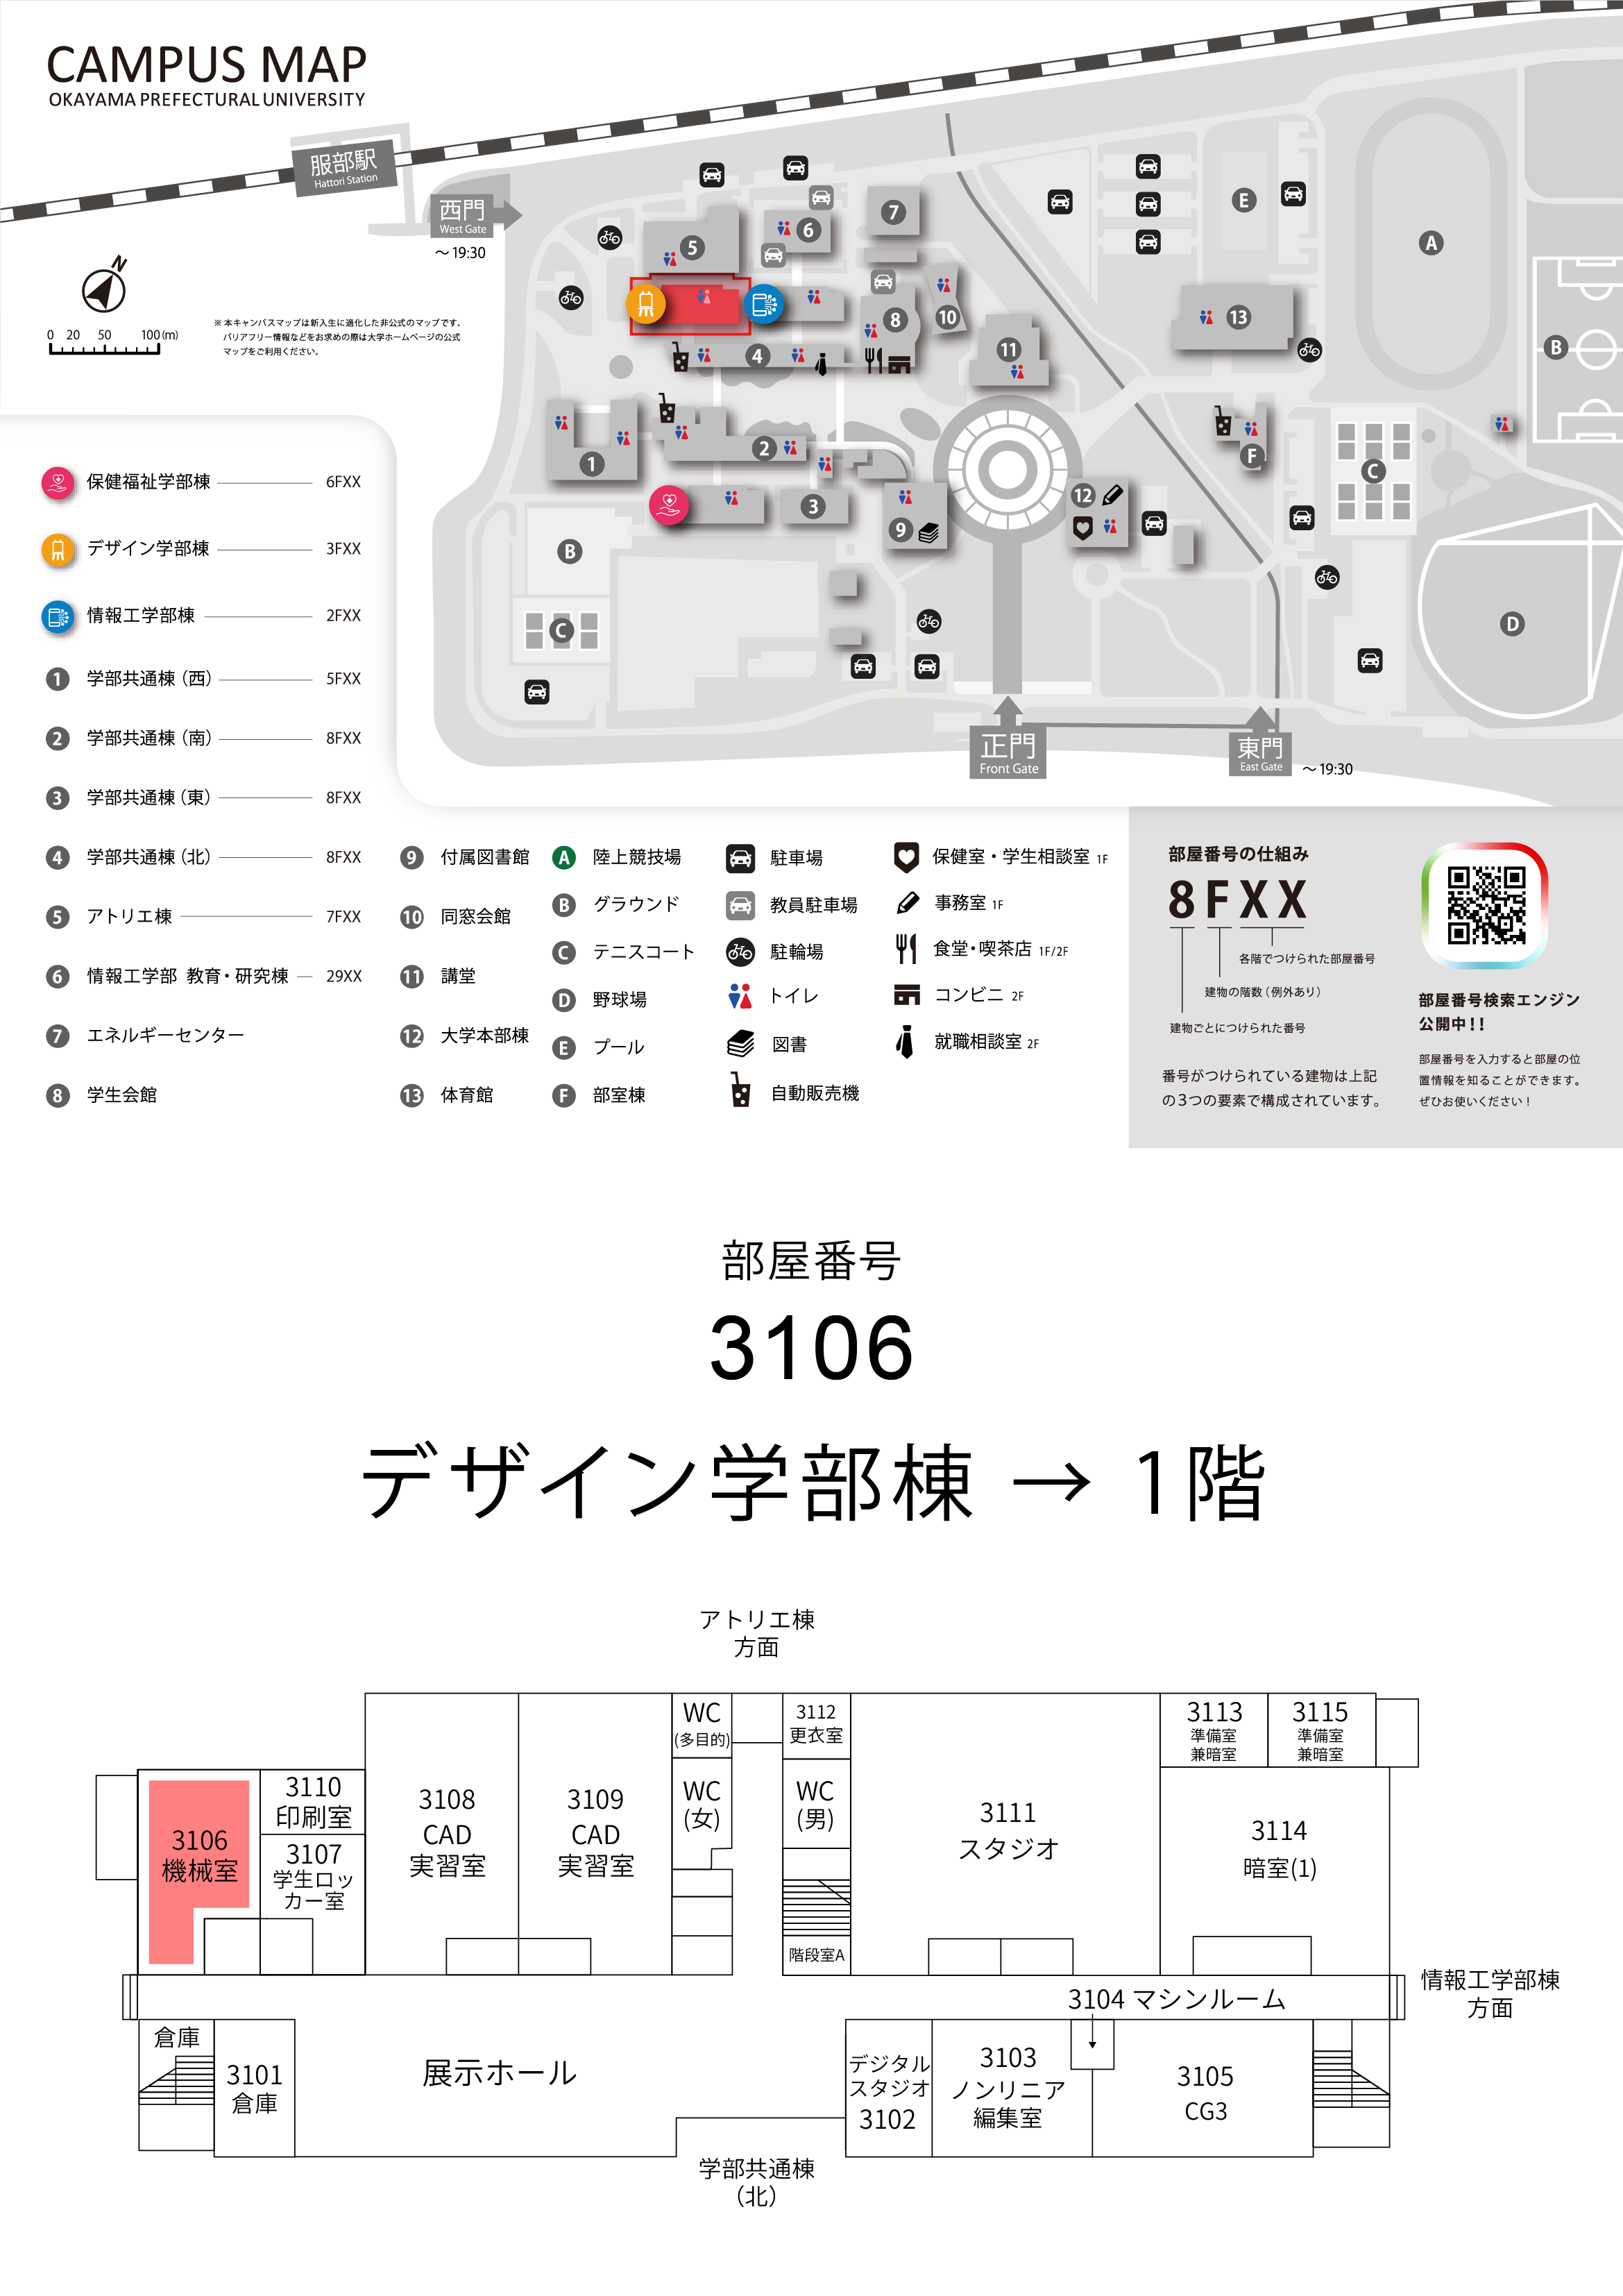 CAMPUS MAP
OKAYAMA PREFECTURAL UNIVERSITY
服部駅
Hattori Station
西門
West Gate
～19:30
N
0 20 50 100(m)
※本キャンパスマップは新入生に適化した非公式のマップです。
バリアフリー情報などをお求めの際は大学ホームページの公式
マップをご利用ください。
7
6
5
E
A
8
10
13
4
11
B
1
2
F
C
3
9
12
B
C
D
正門
Front Gate
東門
East Gate
～19:30
保健福祉学部棟 6FXX
デザイン学部棟 3FXX
情報工学部棟 2FXX
1 学部共通棟（西） 5FXX
2 学部共通棟（南） 8FXX
3 学部共通棟（東） 8FXX
4 学部共通棟（北） 8FXX
5 アトリエ棟 7FXX
6 情報工学部 教育・研究棟 29XX
7 エネルギーセンター
8 学生会館
9 付属図書館
10 同窓会館
11 講堂
12 大学本部棟
13 体育館
A 陸上競技場
B グラウンド
C テニスコート
D 野球場
E プール
F 部室棟
駐車場
教員駐車場
駐輪場
トイレ
図書
自動販売機
保健室・学生相談室 1F
事務室 1F
食堂・喫茶店 1F/2F
コンビニ 2F
就職相談室 2F
部屋番号の仕組み
8FXX
各階でつけられた部屋番号
建物の階数（例外あり）
建物ごとにつけられた番号
番号がつけられている建物は上記
の3つの要素で構成されています。
部屋番号検索エンジン
公開中!!
部屋番号を入力すると部屋の位
置情報を知ることができます。
ぜひお使いください！
部屋番号
3106
デザイン学部棟 → 1階
アトリエ棟
方面
3106
機械室
3110
印刷室
3107
学生ロッ
カー室
3108
CAD
実習室
3109
CAD
実習室
WC
(多目的)
WC
(女)
3112
更衣室
WC
(男)
階段室A
3111
スタジオ
3113
準備室
兼暗室
3115
準備室
兼暗室
3114
暗室(1)
情報工学部棟
方面
3104 マシンルーム
倉庫
3101
倉庫
展示ホール
デジタル
スタジオ
3102
3103
ノンリニア
編集室
3105
CG3
学部共通棟
（北）